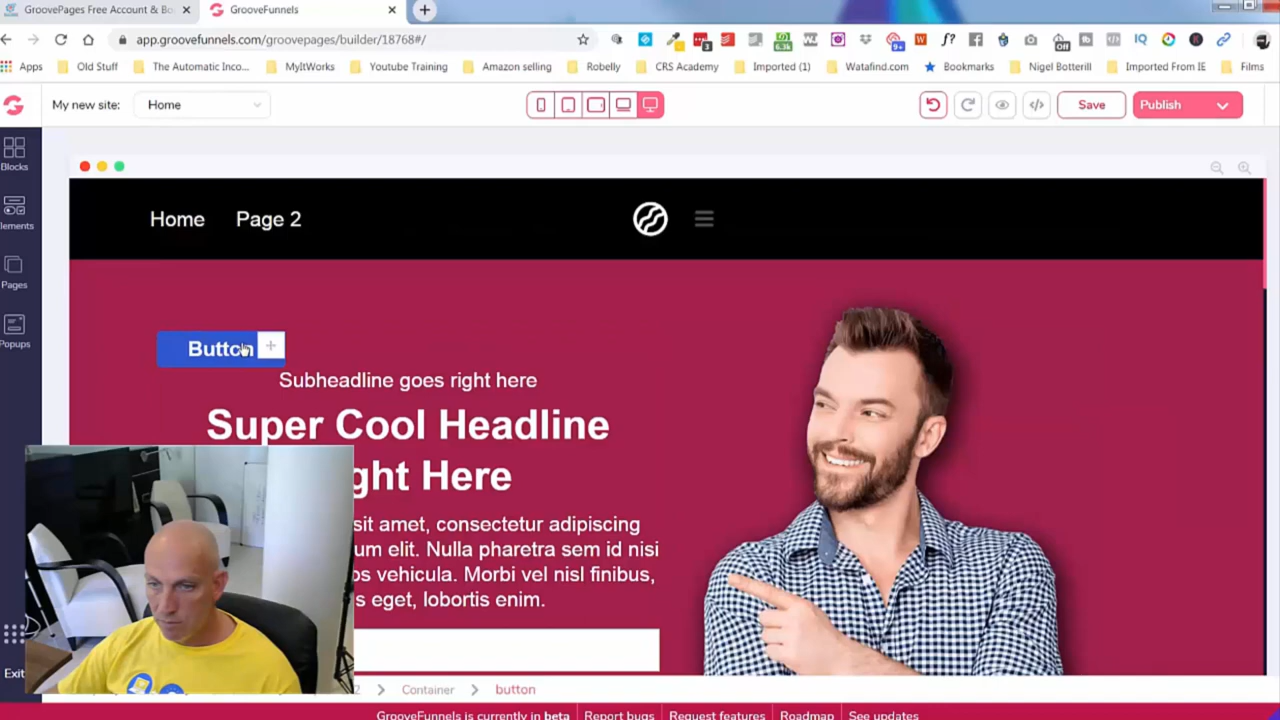 GroovePages Free Account & Bo
GrooveFunnels
app.groovefunnels.com/groovepages/builder/18768#/
Apps
Old Stuff
The Automatic Inco...
MyItWorks
Youtube Training
Amazon selling
Robelly
CRS Academy
Imported (1)
Watafind.com
Bookmarks
Nigel Botterill
Imported From IE
Films
My new site:
Home
Save
Publish
Blocks
lements
Pages
Popups
Exit
Home
Page 2
Button
Subheadline goes right here
Super Cool Headline
ght Here
sit amet, consectetur adipiscing
um elit. Nulla pharetra sem id nisi
os vehicula. Morbi vel nisl finibus,
s eget, lobortis enim.
2 Container button
GrooveFunnels is currently in beta
Report bugs
Request features
Roadmap
See updates